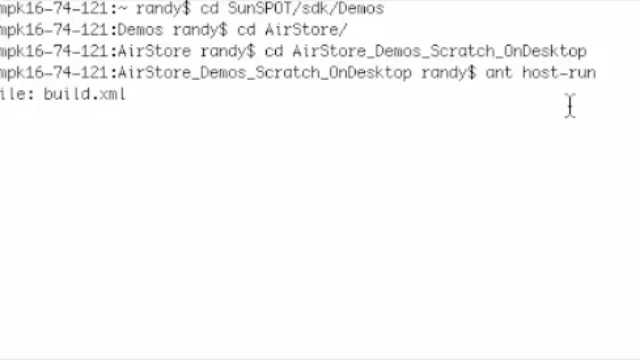 mpk16-74-121:~ randy$ cd SunSPOT/sdk/Demos
mpk16-74-121:Demos randy$ cd AirStore/
mpk16-74-121:AirStore randy$ cd AirStore_Demos_Scratch_OnDesktop
mpk16-74-121:AirStore_Demos_Scratch_OnDesktop randy$ ant host-run
ile: build.xml